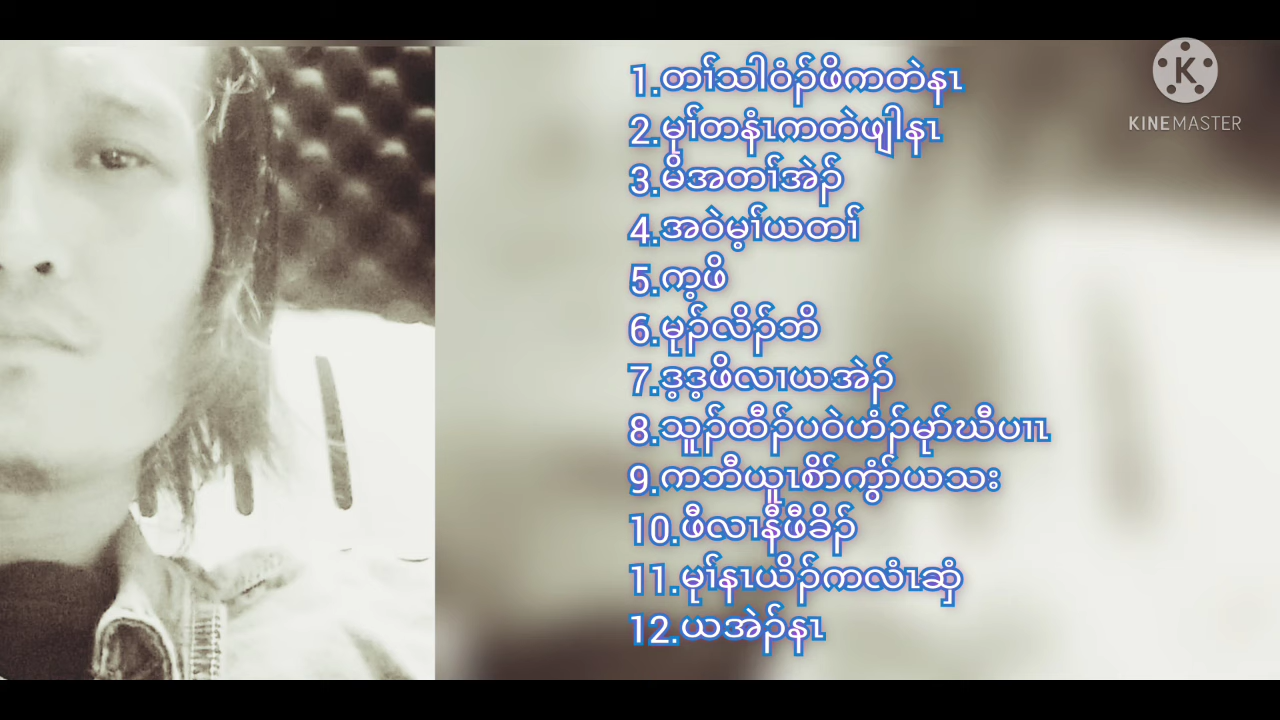 1.တၢ်သါဝံၣ်ဖိကတဲနၤ
2.မုၢ်တနံၤကတဲဖျါနၤ
3.မိအတၢ်အဲၣ်
4.အဝဲမ့ၢ်ယတၢ်
5.က့ဖိ
6.မုၣ်လိၣ်ဘိ
7.ဒ့ဒ့ဖိလၢယအဲၣ်
8.သူၣ်ထီၣ်ပဝဲဟံၣ်မုာ်ဃီပၢၤ
9.ကဘီယူၤစိာ်ကွံာ်ယသး
10.ဖီလၢနီဖီခိၣ်
11.မုၢ်နၤယိၣ်ကလံၤဆှံ
12.ယအဲၣ်နၤ
K
KINEMASTER